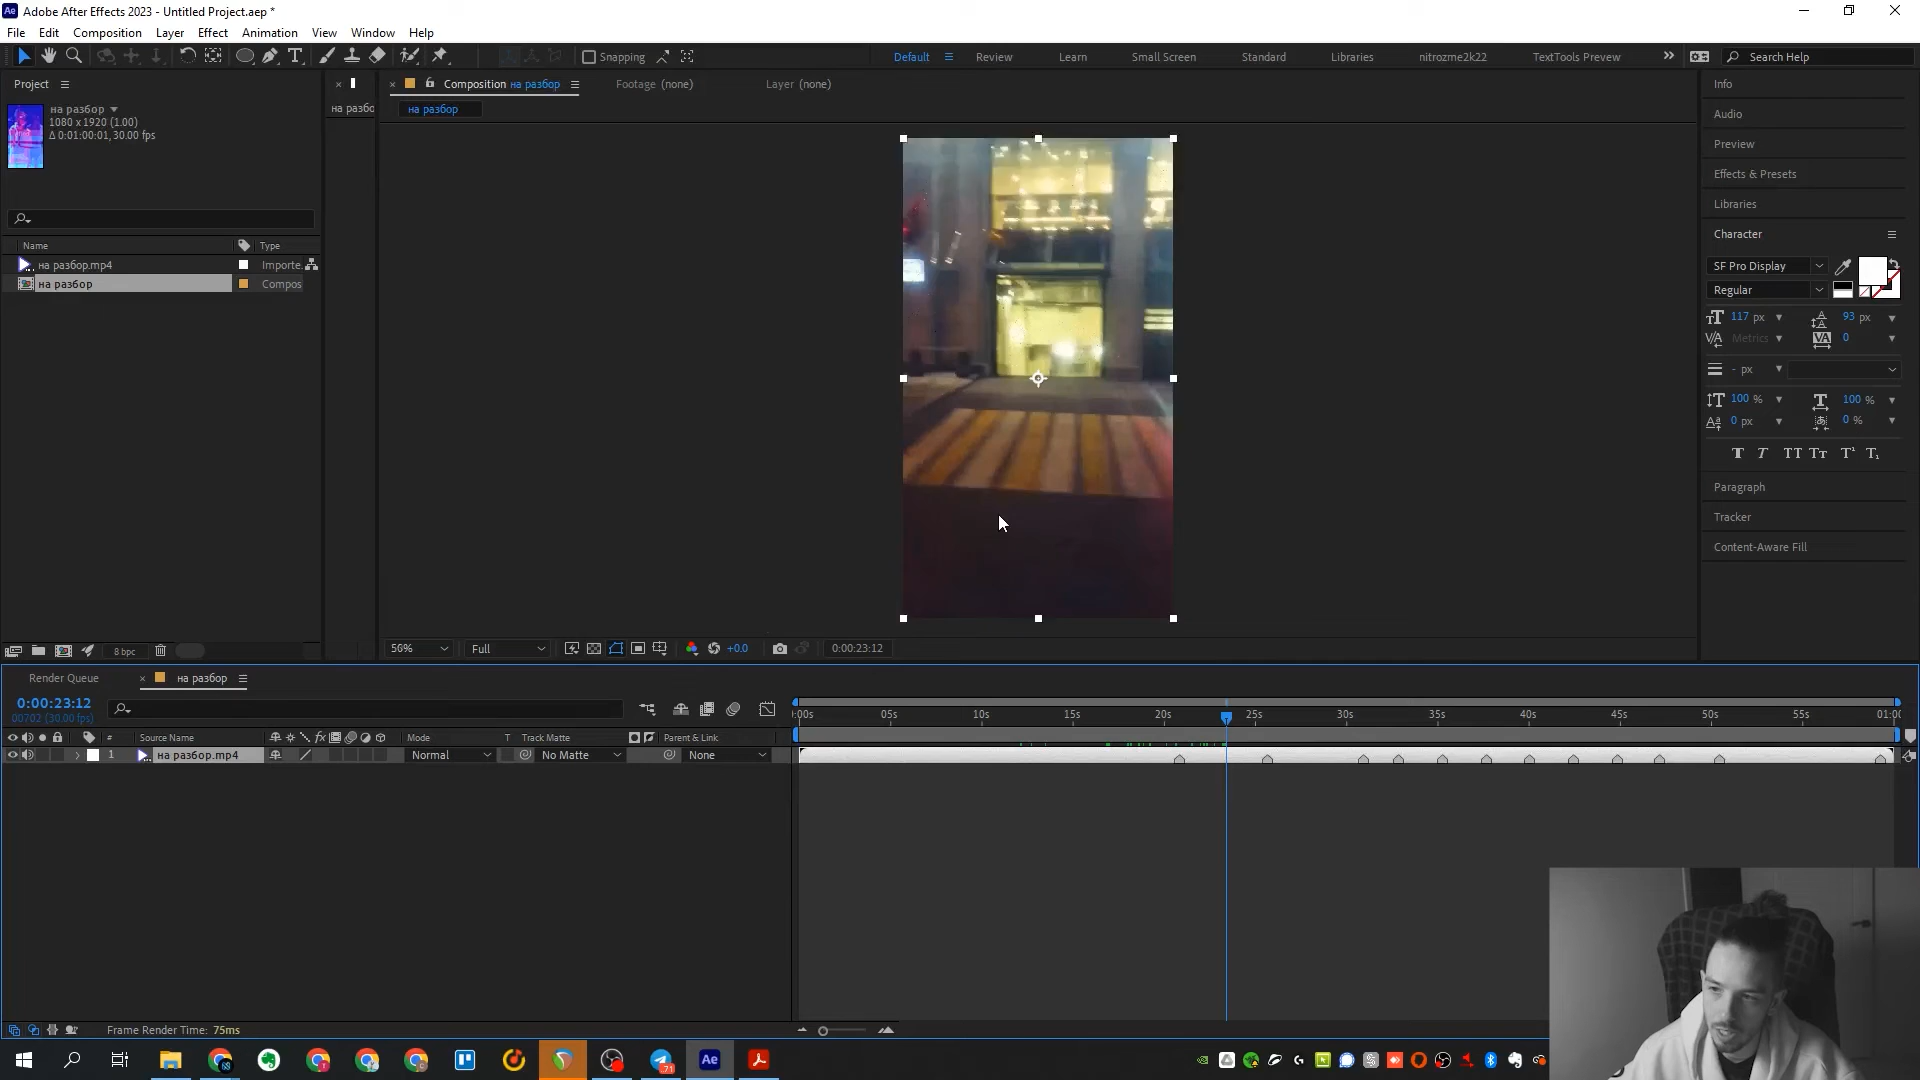 Adobe After Effects 2023 - Untitled Project.aep *
File Edit Composition Layer Effect Animation View Window Help
Snapping
Default Review Learn Small Screen Standard Libraries nitrozme2k22 TextTools Preview
Search Help
Project
на разбор
1080 x 1920 (1.00)
Δ 0:01:00:01, 30.00 fps
Name Type
на разбор.mp4 Importe
на разбор Compos
8 bpc
на разбо
Composition на разбор
Footage (none)
Layer (none)
на разбор
56% Full +0.0 0:00:23:12
Info
Audio
Preview
Effects & Presets
Libraries
Character
SF Pro Display
Regular
117 px 93 px
Metrics 0
- px
100 % 100 %
0 px 0 %
Paragraph
Tracker
Content-Aware Fill
Render Queue на разбор
0:00:23:12
00702 (30.00 fps)
# Source Name Mode T Track Matte Parent & Link
1 на разбор.mp4 Normal No Matte None
:00s 05s 10s 15s 20s 25s 30s 35s 40s 45s 50s 55s 01:00
Frame Render Time: 75ms
Ae
71